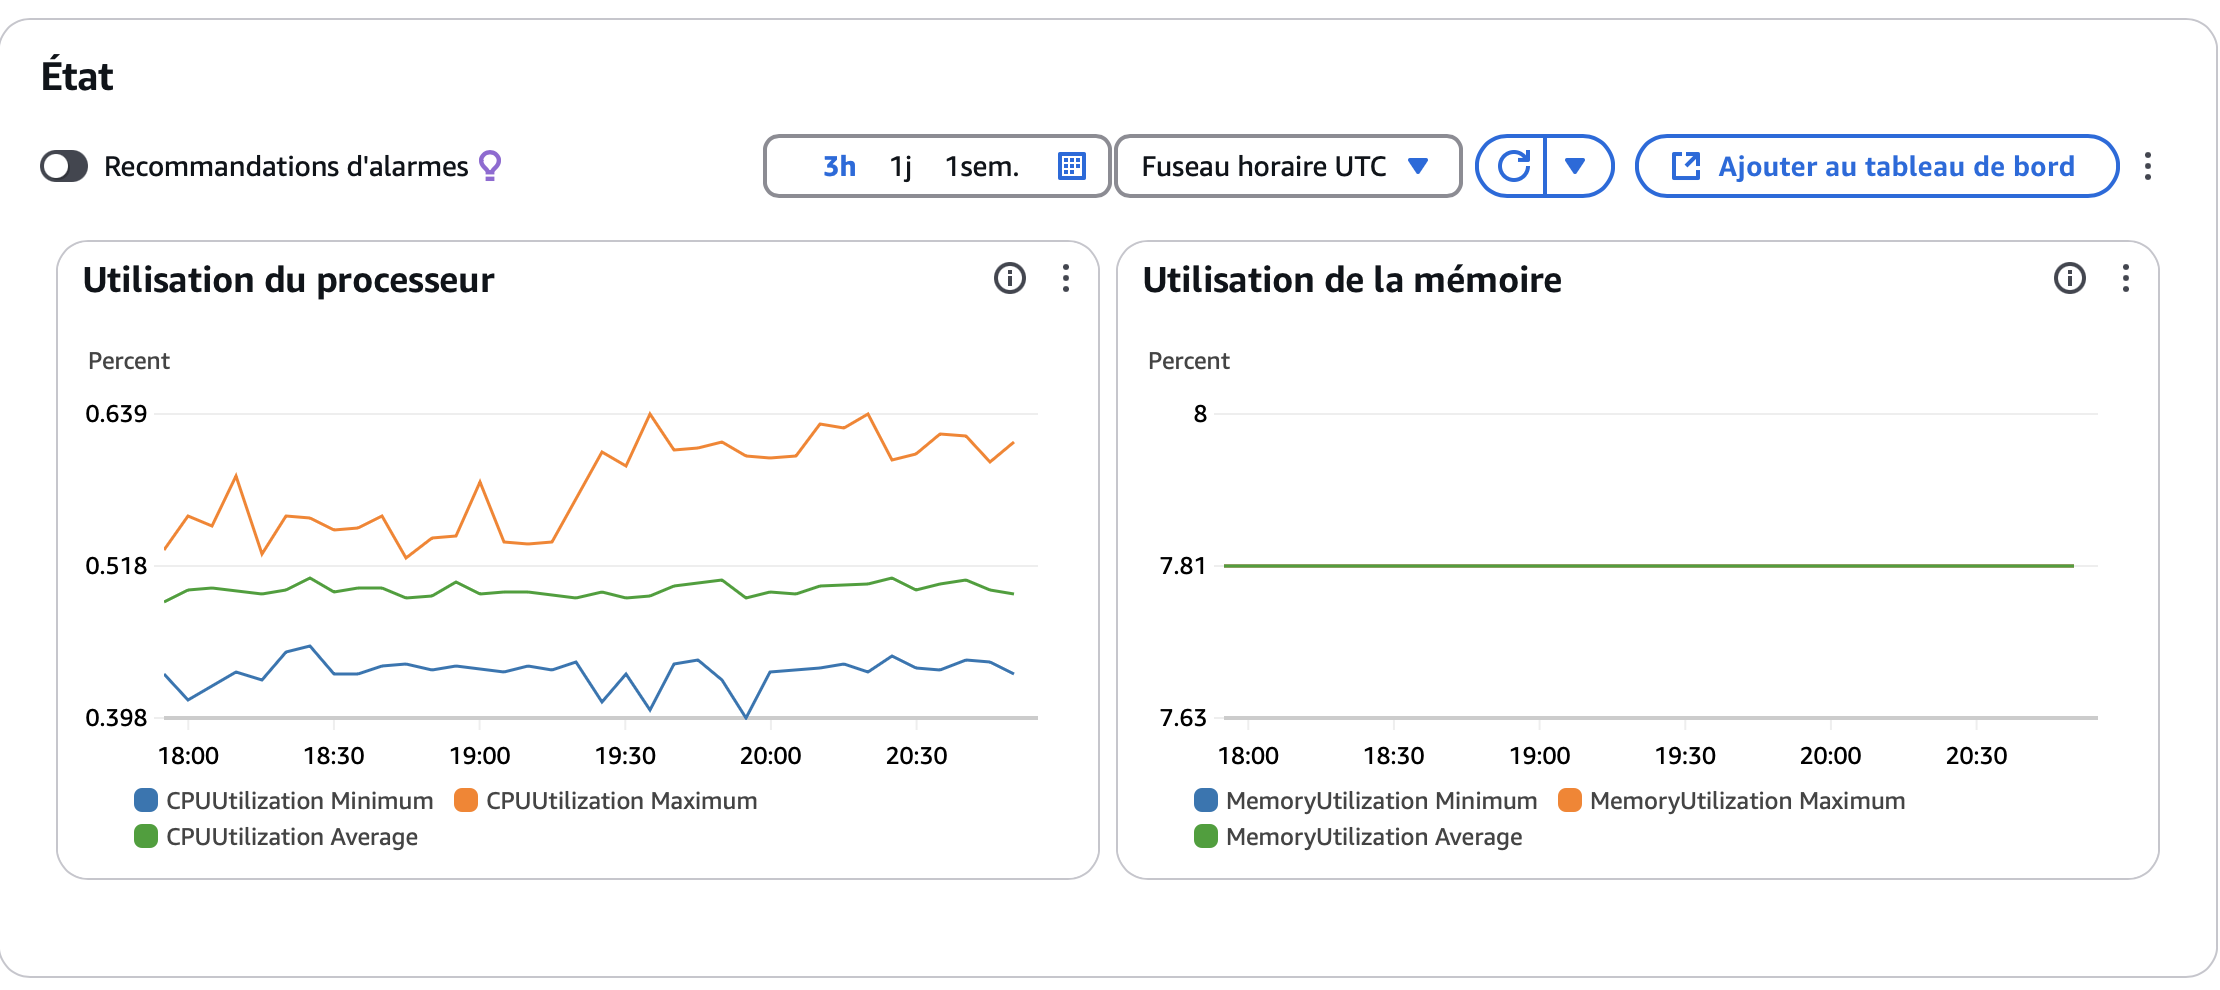 État
Recommandations d'alarmes
3h 1j 1sem.
Fuseau horaire UTC
Ajouter au tableau de bord
Utilisation du processeur
Percent
0.639
0.518
0.398
18:00 18:30 19:00 19:30 20:00 20:30
CPUUtilization Minimum CPUUtilization Maximum
CPUUtilization Average
Utilisation de la mémoire
Percent
8
7.81
7.63
18:00 18:30 19:00 19:30 20:00 20:30
MemoryUtilization Minimum MemoryUtilization Maximum
MemoryUtilization Average